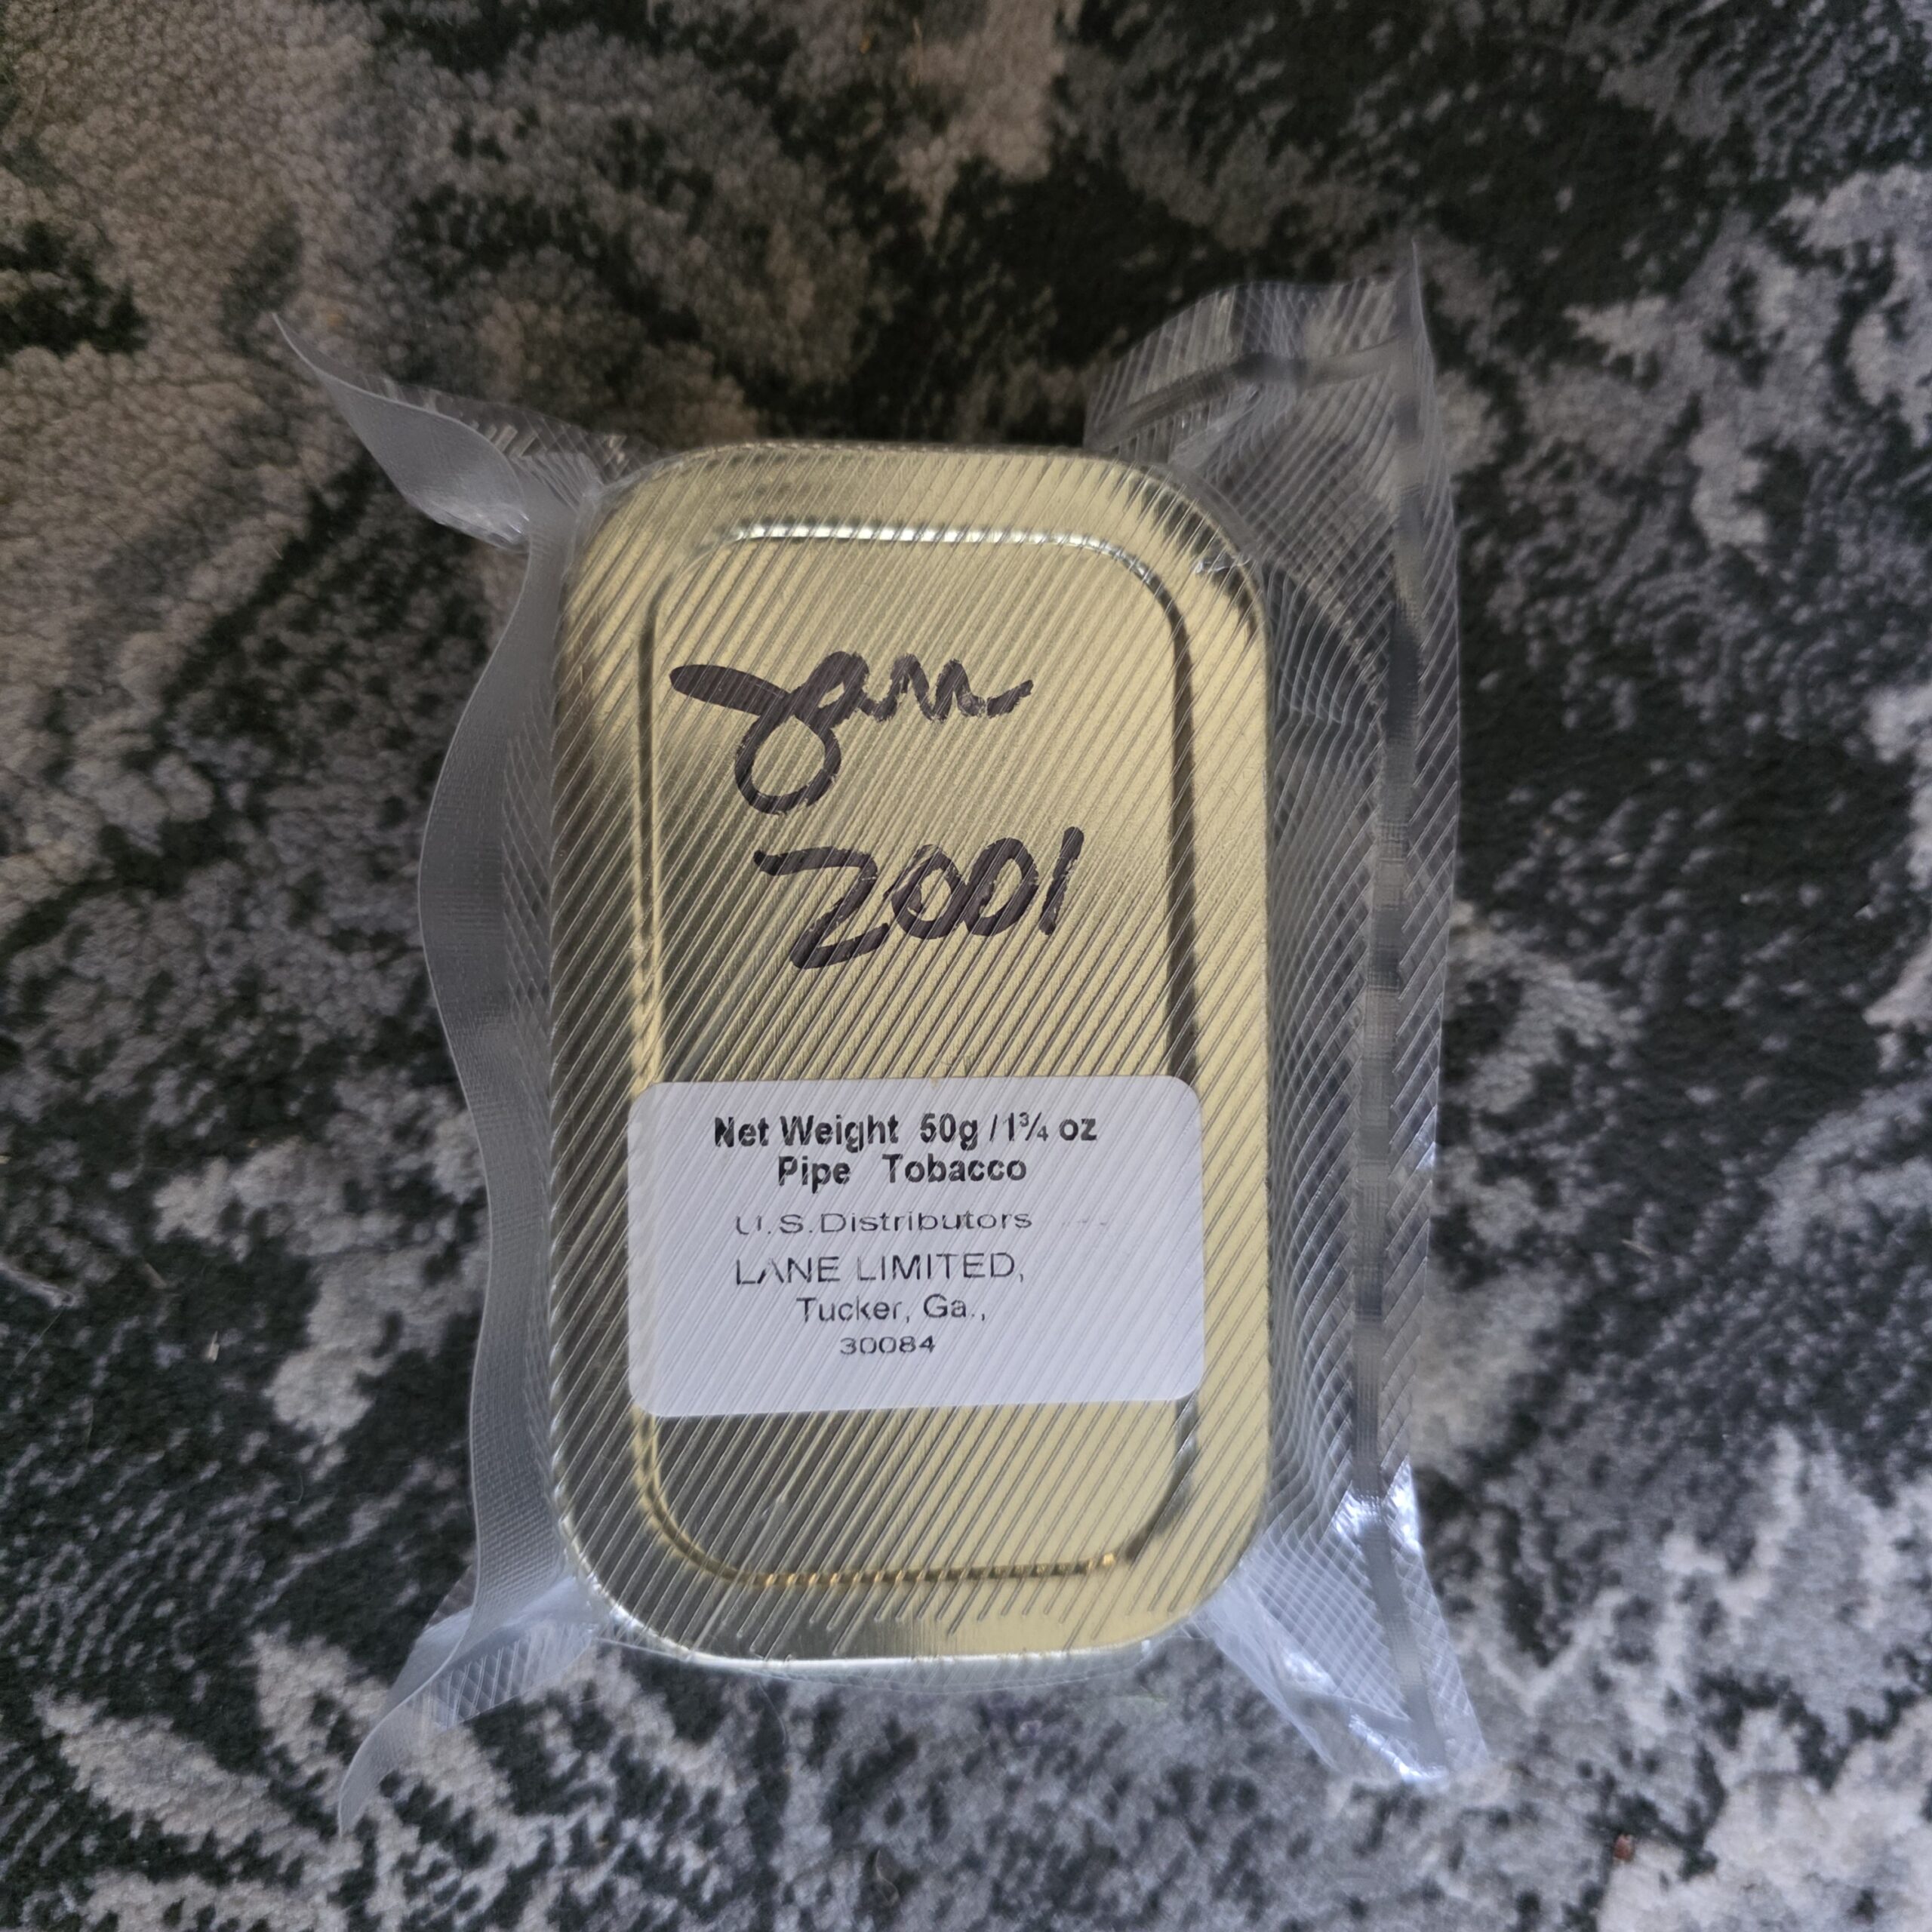 Jan
2001
Net Weight 50g / 1¾ oz
Pipe Tobacco
U.S. Distributors
LANE LIMITED,
Tucker, Ga.,
30084